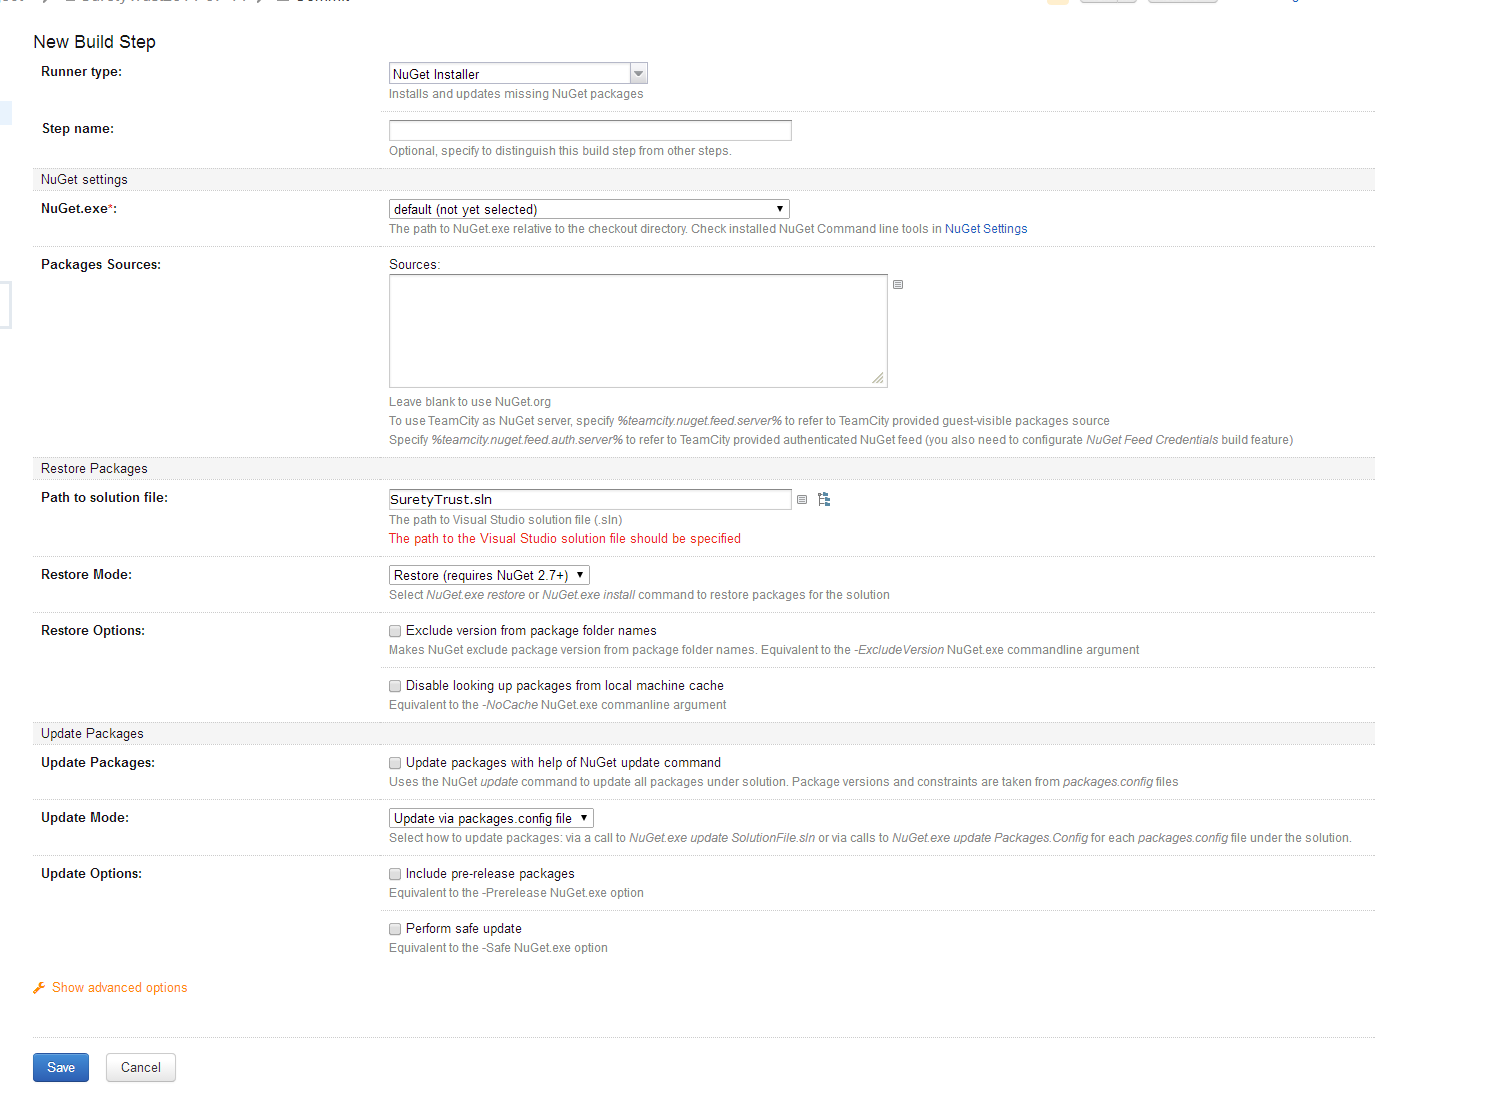 New Build Step
Runner type:
NuGet Installer
Installs and updates missing NuGet packages
Step name:
Optional, specify to distinguish this build step from other steps.
NuGet settings
NuGet.exe*:
default (not yet selected)
The path to NuGet.exe relative to the checkout directory. Check installed NuGet Command line tools in NuGet Settings
Packages Sources:
Sources:
Leave blank to use NuGet.org
To use TeamCity as NuGet server, specify %teamcity.nuget.feed.server% to refer to TeamCity provided guest-visible packages source
Specify %teamcity.nuget.feed.auth.server% to refer to TeamCity provided authenticated NuGet feed (you also need to configurate NuGet Feed Credentials build feature)
Restore Packages
Path to solution file:
SuretyTrust.sln
The path to Visual Studio solution file (.sln)
The path to the Visual Studio solution file should be specified
Restore Mode:
Restore (requires NuGet 2.7+)
Select NuGet.exe restore or NuGet.exe install command to restore packages for the solution
Restore Options:
Exclude version from package folder names
Makes NuGet exclude package version from package folder names. Equivalent to the -ExcludeVersion NuGet.exe commandline argument
Disable looking up packages from local machine cache
Equivalent to the -NoCache NuGet.exe commanline argument
Update Packages
Update Packages:
Update packages with help of NuGet update command
Uses the NuGet update command to update all packages under solution. Package versions and constraints are taken from packages.config files
Update Mode:
Update via packages.config file
Select how to update packages: via a call to NuGet.exe update SolutionFile.sln or via calls to NuGet.exe update Packages.Config for each packages.config file under the solution.
Update Options:
Include pre-release packages
Equivalent to the -Prerelease NuGet.exe option
Perform safe update
Equivalent to the -Safe NuGet.exe option
Show advanced options
Save
Cancel